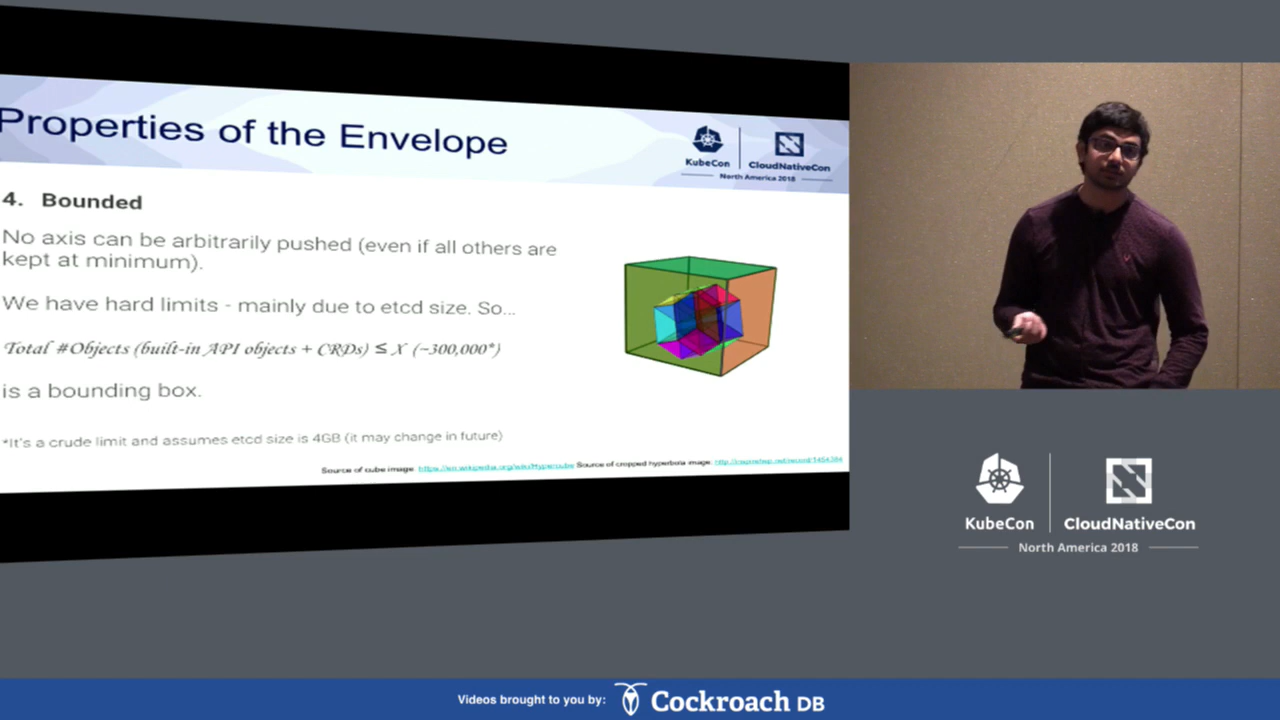 Properties of the Envelope
KubeCon
CloudNativeCon
North America 2018
4. Bounded
No axis can be arbitrarily pushed (even if all others are
kept at minimum).
We have hard limits - mainly due to etcd size. So...
Total #Objects (built-in API objects + CRDs) ≤ X (~300,000*)
is a bounding box.
*It's a crude limit and assumes etcd size is 4GB (it may change in future)
Source of cube image: https://en.wikipedia.org/wiki/Hypercube Source of cropped hyperbola image:
KubeCon
CloudNativeCon
North America 2018
Videos brought to you by: Cockroach DB